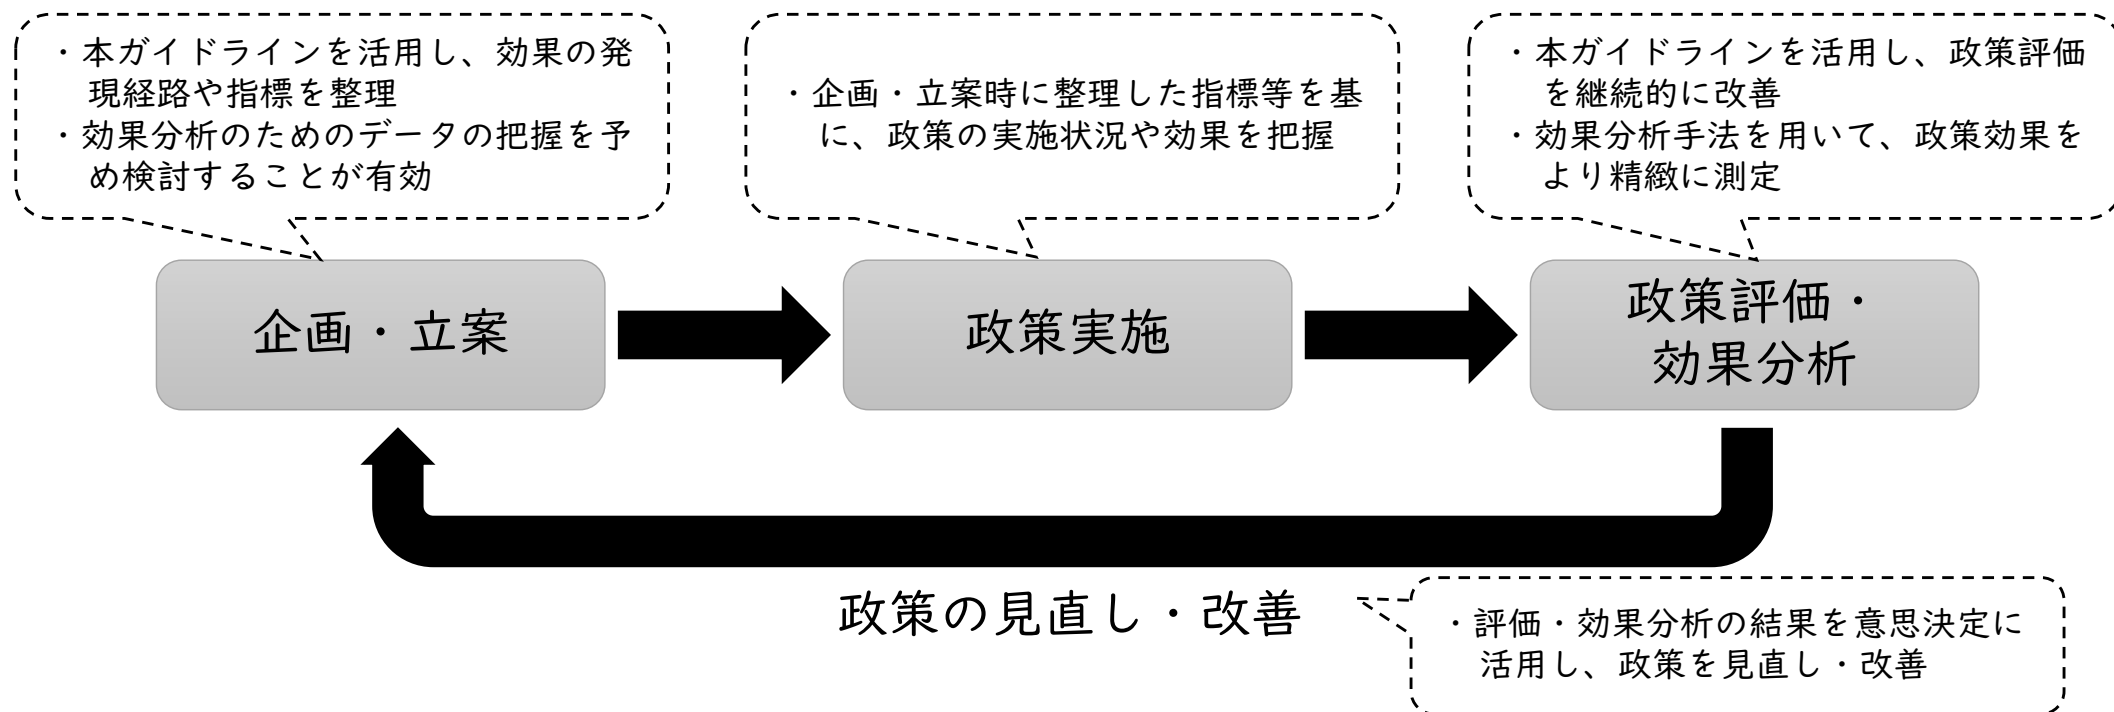 ・本ガイドラインを活用し、効果の発
現経路や指標を整理
・効果分析のためのデータの把握を予
め検討することが有効
・企画・立案時に整理した指標等を基
に、政策の実施状況や効果を把握
・本ガイドラインを活用し、政策評価
を継続的に改善
・効果分析手法を用いて、政策効果を
より精緻に測定
企画・立案
政策実施
政策評価・
効果分析
政策の見直し・改善
・評価・効果分析の結果を意思決定に
活用し、政策を見直し・改善